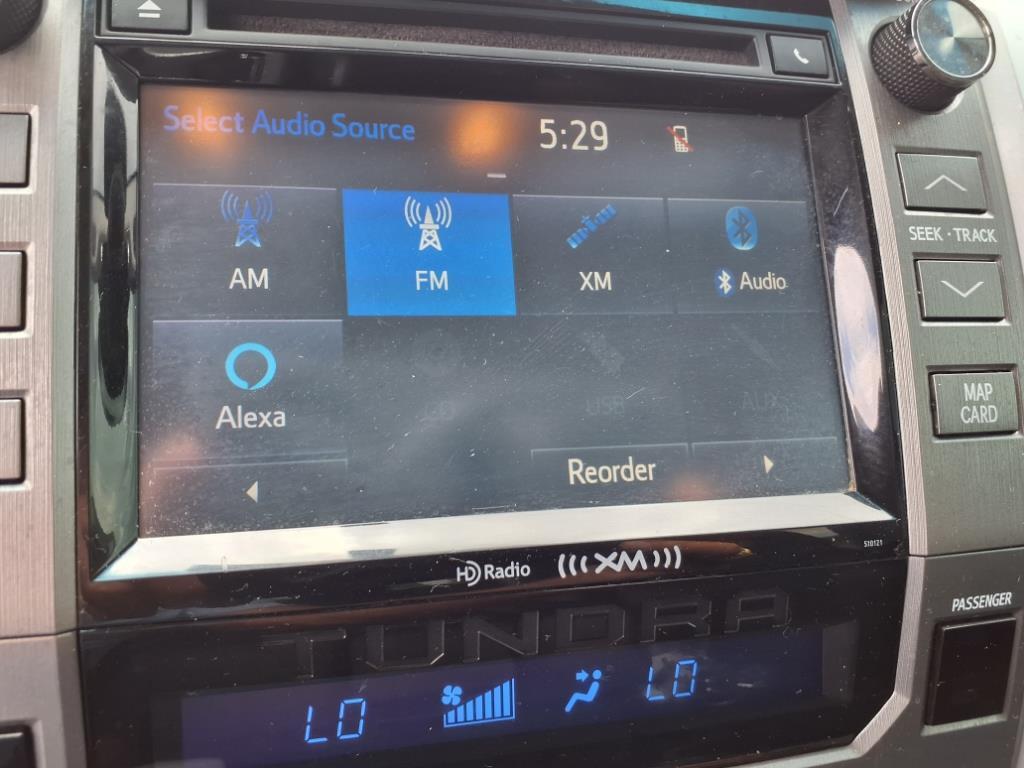 Select Audio Source 5:29
AM FM XM Audio
Alexa USB AUX
Reorder
SEEK · TRACK
MAP
CARD
HD Radio XM
510121
TUNDRA
PASSENGER
LO LO